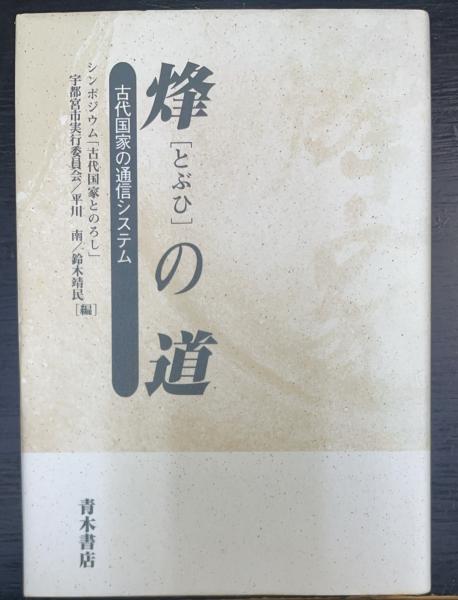 烽[とぶひ]の道
古代国家の通信システム
シンポジウム「古代国家とのろし」
宇都宮市実行委員会/平川 南/鈴木靖民[編]
青木書店